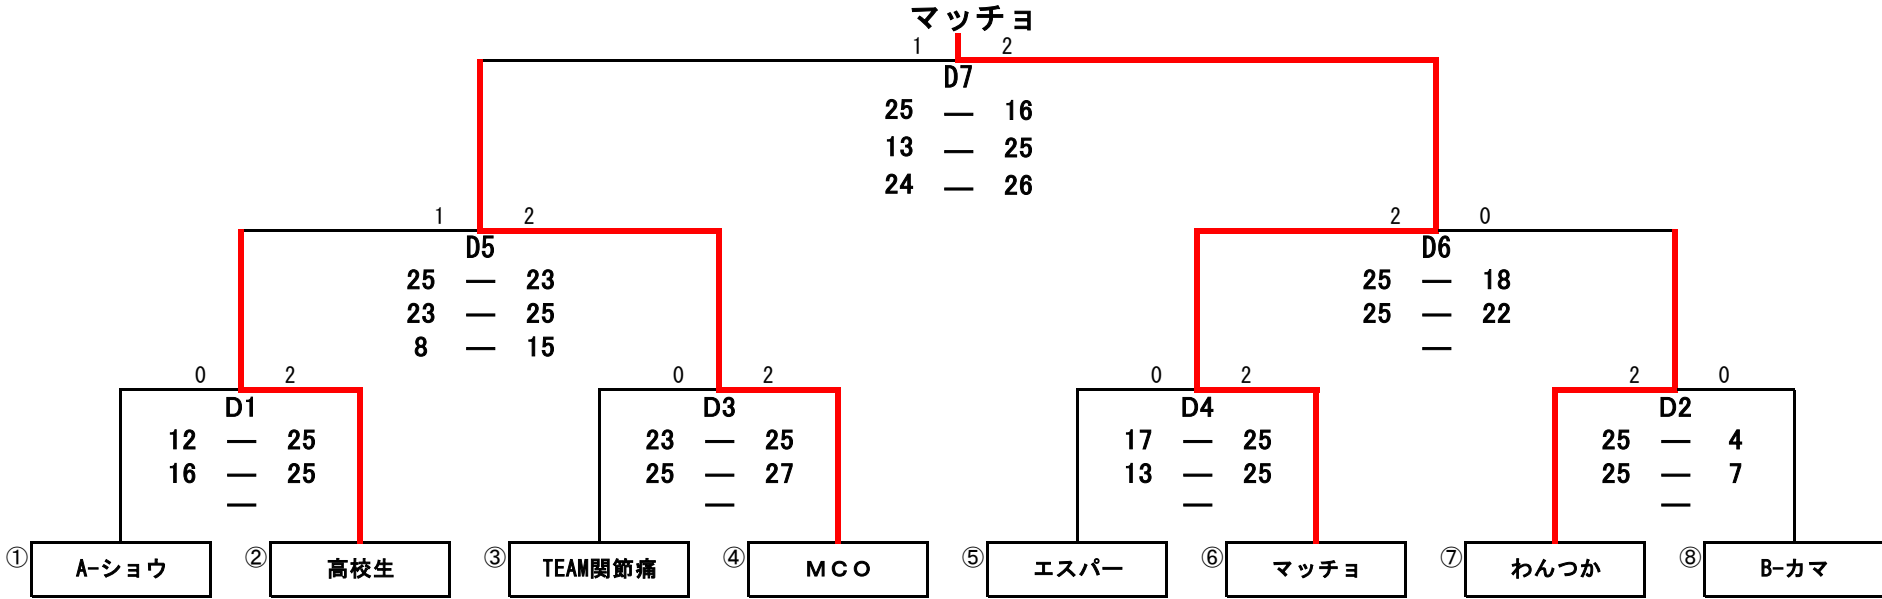 マッチョ
1 2
D7
25 — 16
13 — 25
24 — 26
1 2 2 0
D5 D6
25 — 23 25 — 18
23 — 25 25 — 22
8 — 15 —
0 2 0 2 0 2 2 0
D1 D3 D4 D2
12 — 25 23 — 25 17 — 25 25 — 4
16 — 25 25 — 27 13 — 25 25 — 7
— — — —
① A-ショウ ② 高校生 ③ TEAM関節痛 ④ ＭＣＯ ⑤ エスパー ⑥ マッチョ ⑦ わんつか ⑧ B-カマ